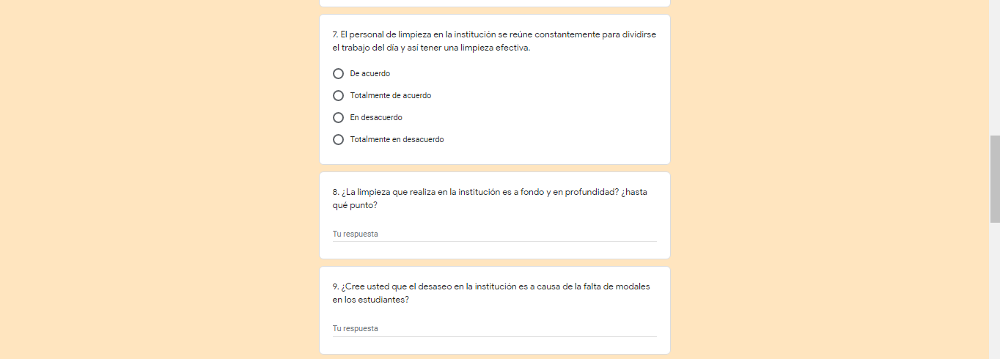 7. El personal de limpieza en la institución se reúne constantemente para dividirse
el trabajo del día y así tener una limpieza efectiva.
De acuerdo
Totalmente de acuerdo
En desacuerdo
Totalmente en desacuerdo
8. ¿La limpieza que realiza en la institución es a fondo y en profundidad? ¿hasta
qué punto?
Tu respuesta
9. ¿Cree usted que el desaseo en la institución es a causa de la falta de modales
en los estudiantes?
Tu respuesta